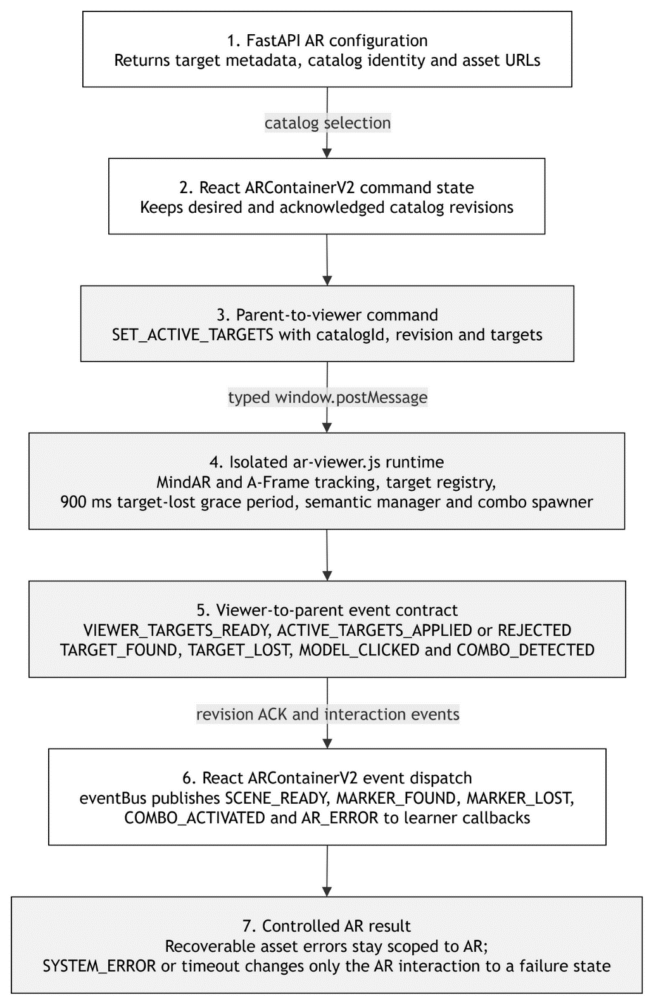 1. FastAPI AR configuration
Returns target metadata, catalog identity and asset URLs
catalog selection
2. React ARContainerV2 command state
Keeps desired and acknowledged catalog revisions
3. Parent-to-viewer command
SET_ACTIVE_TARGETS with catalogId, revision and targets
typed window.postMessage
4. Isolated ar-viewer.js runtime
MindAR and A-Frame tracking, target registry,
900 ms target-lost grace period, semantic manager and combo spawner
5. Viewer-to-parent event contract
VIEWER_TARGETS_READY, ACTIVE_TARGETS_APPLIED or REJECTED
TARGET_FOUND, TARGET_LOST, MODEL_CLICKED and COMBO_DETECTED
revision ACK and interaction events
6. React ARContainerV2 event dispatch
eventBus publishes SCENE_READY, MARKER_FOUND, MARKER_LOST,
COMBO_ACTIVATED and AR_ERROR to learner callbacks
7. Controlled AR result
Recoverable asset errors stay scoped to AR;
SYSTEM_ERROR or timeout changes only the AR interaction to a failure state